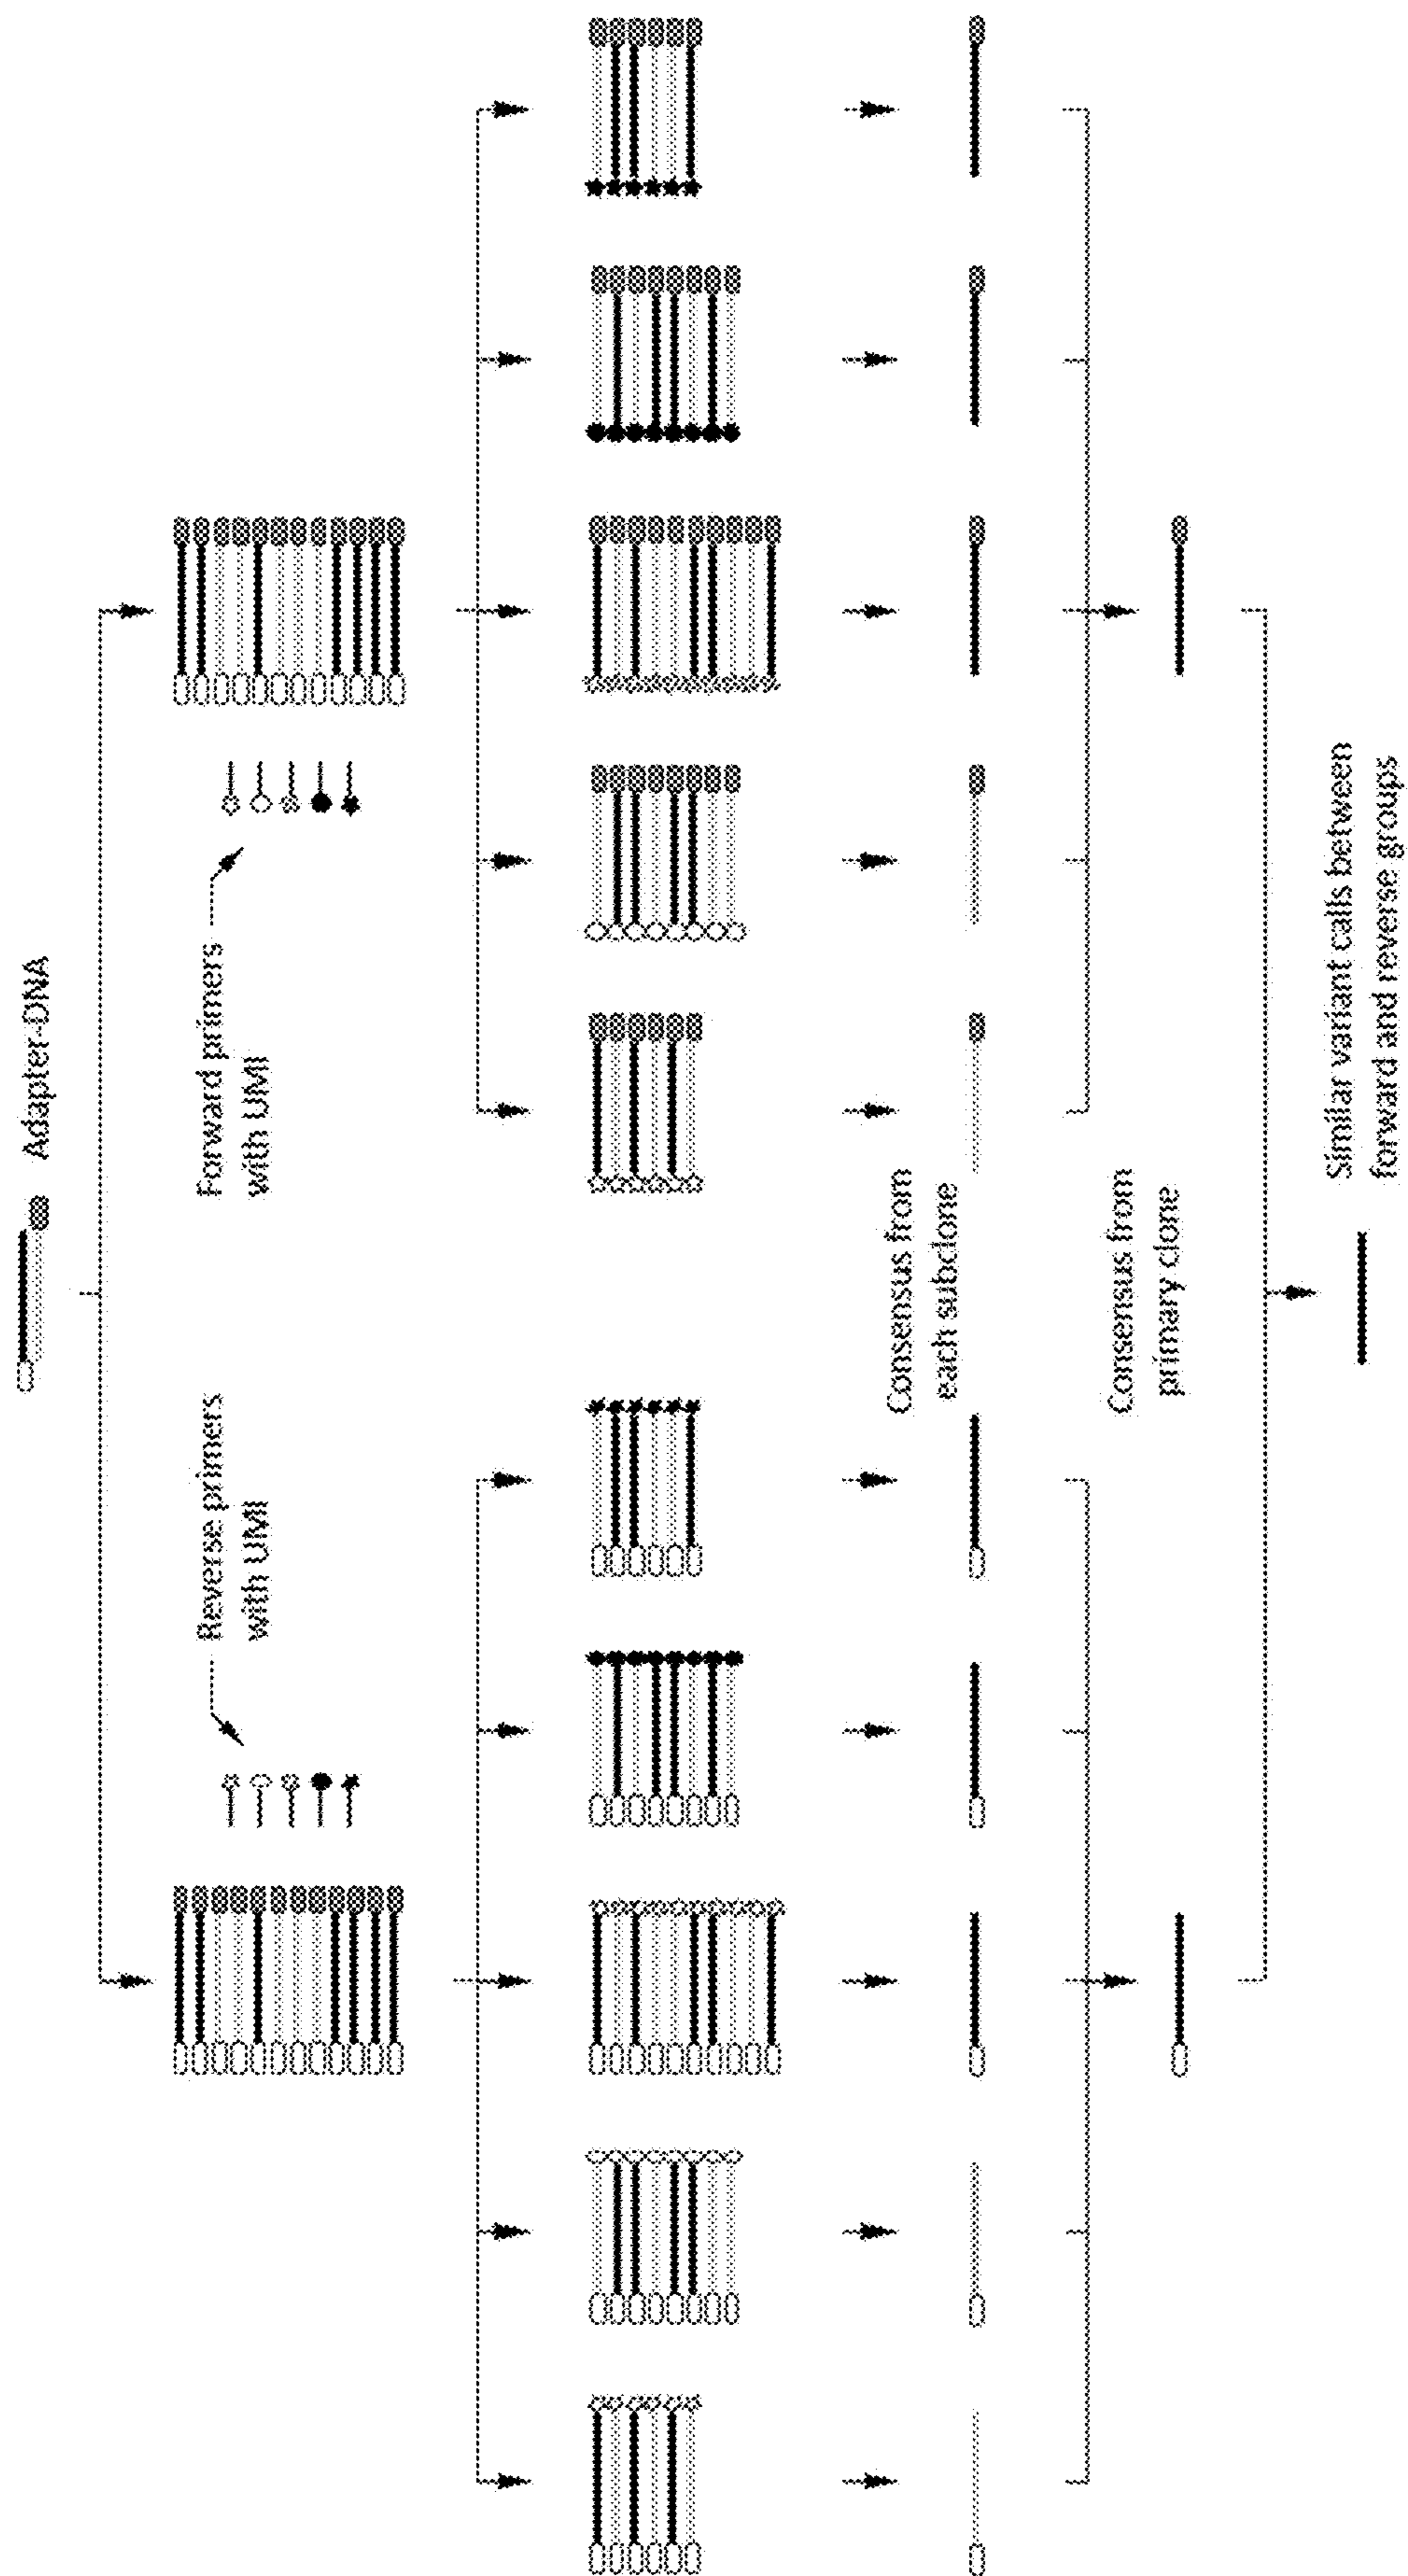 Adapter-DNA
Reverse primers
with UMI
Forward primers
with UMI
Consensus from
each subclone
Consensus from
primary clone
Similar variant calls between
forward and reverse groups